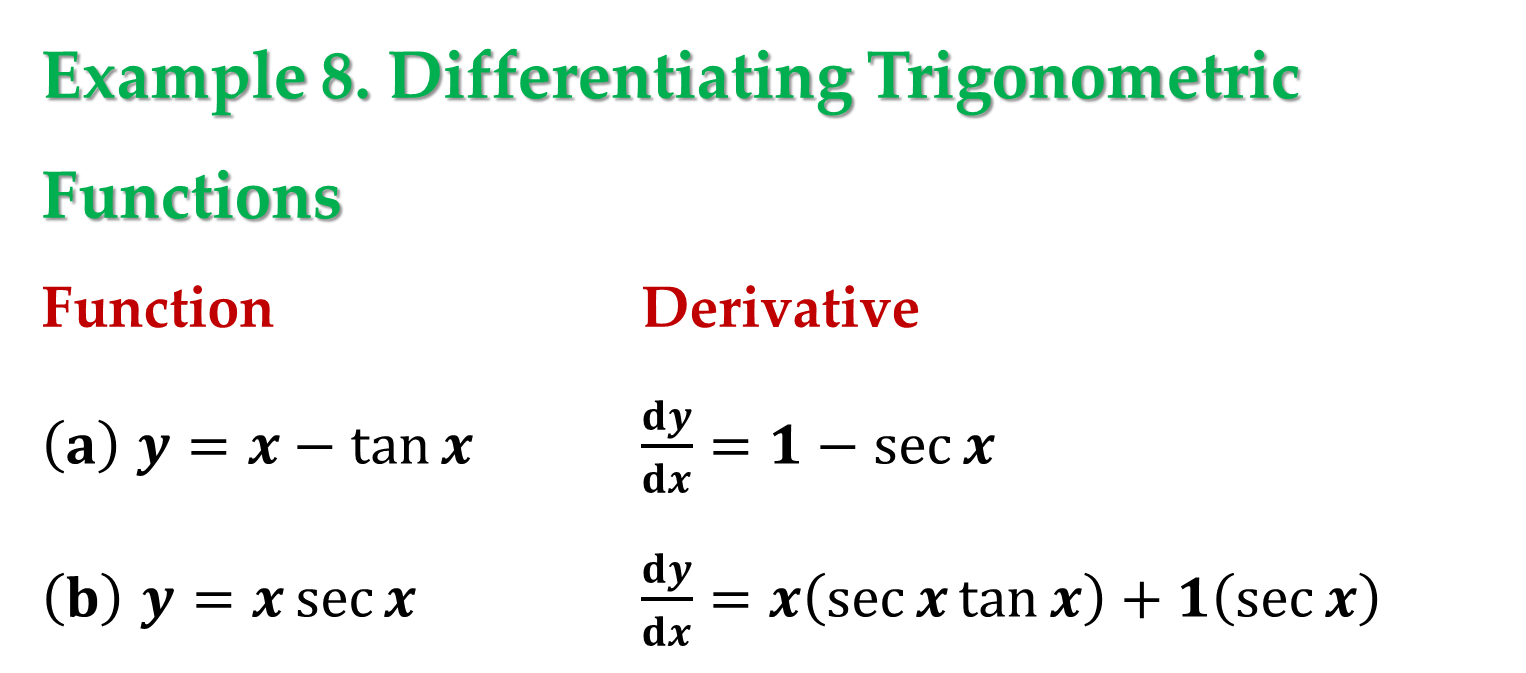 Example 8. Differentiating Trigonometric
Functions
Function Derivative
(a) y = x − tan x dy/dx = 1 − sec x
(b) y = x sec x dy/dx = x(sec x tan x) + 1(sec x)